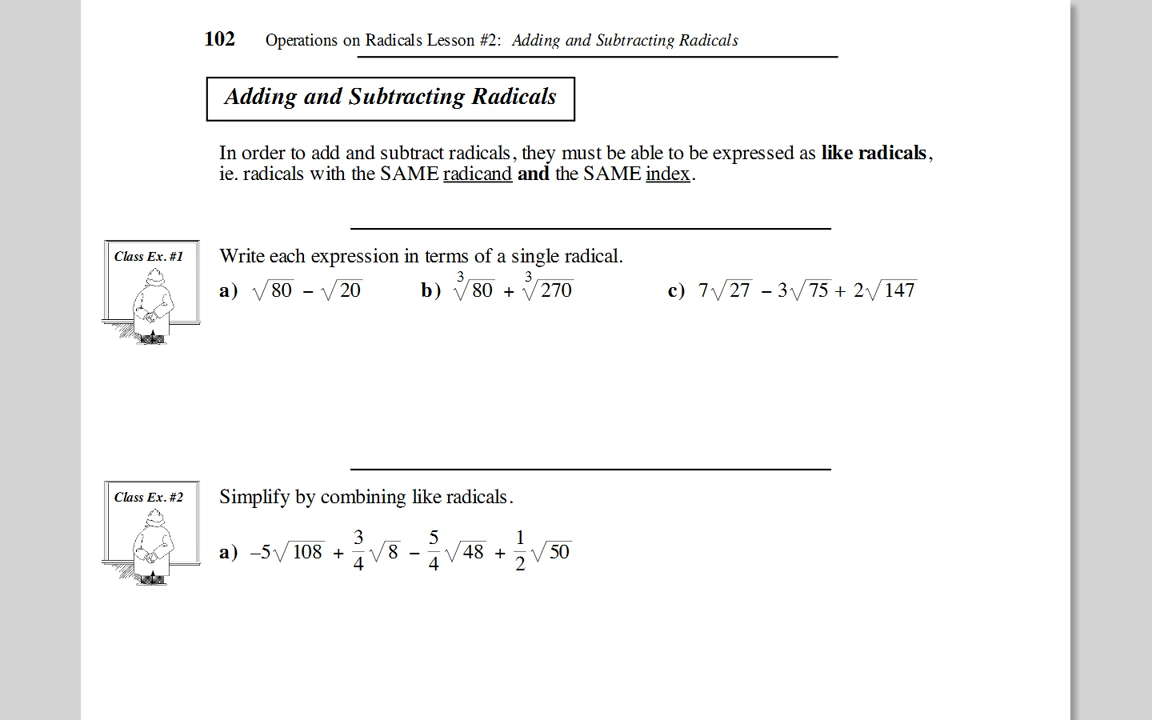 102 Operations on Radicals Lesson #2: Adding and Subtracting Radicals
Adding and Subtracting Radicals
In order to add and subtract radicals, they must be able to be expressed as like radicals,
ie. radicals with the SAME radicand and the SAME index.
Class Ex. #1
Write each expression in terms of a single radical.
a) √80 – √20 b) ∛80 + ∛270 c) 7√27 – 3√75 + 2√147
Class Ex. #2
Simplify by combining like radicals.
a) –5√108 + 3/4 √8 – 5/4 √48 + 1/2 √50